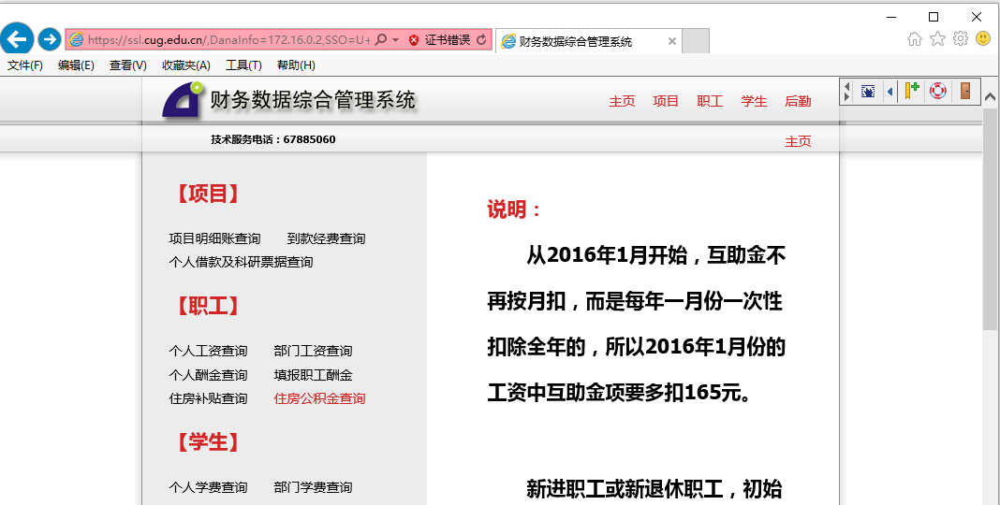 https://ssl.cug.edu.cn/,DanaInfo=172.16.0.2,SSO=U+
证书错误
财务数据综合管理系统
文件(F) 编辑(E) 查看(V) 收藏夹(A) 工具(T) 帮助(H)
财务数据综合管理系统
主页 项目 职工 学生 后勤
技术服务电话：67885060
主页
【项目】
项目明细账查询 到款经费查询
个人借款及科研票据查询
【职工】
个人工资查询 部门工资查询
个人酬金查询 填报职工酬金
住房补贴查询 住房公积金查询
【学生】
个人学费查询 部门学费查询
说明：
从2016年1月开始，互助金不
再按月扣，而是每年一月份一次性
扣除全年的，所以2016年1月份的
工资中互助金项要多扣165元。
新进职工或新退休职工，初始